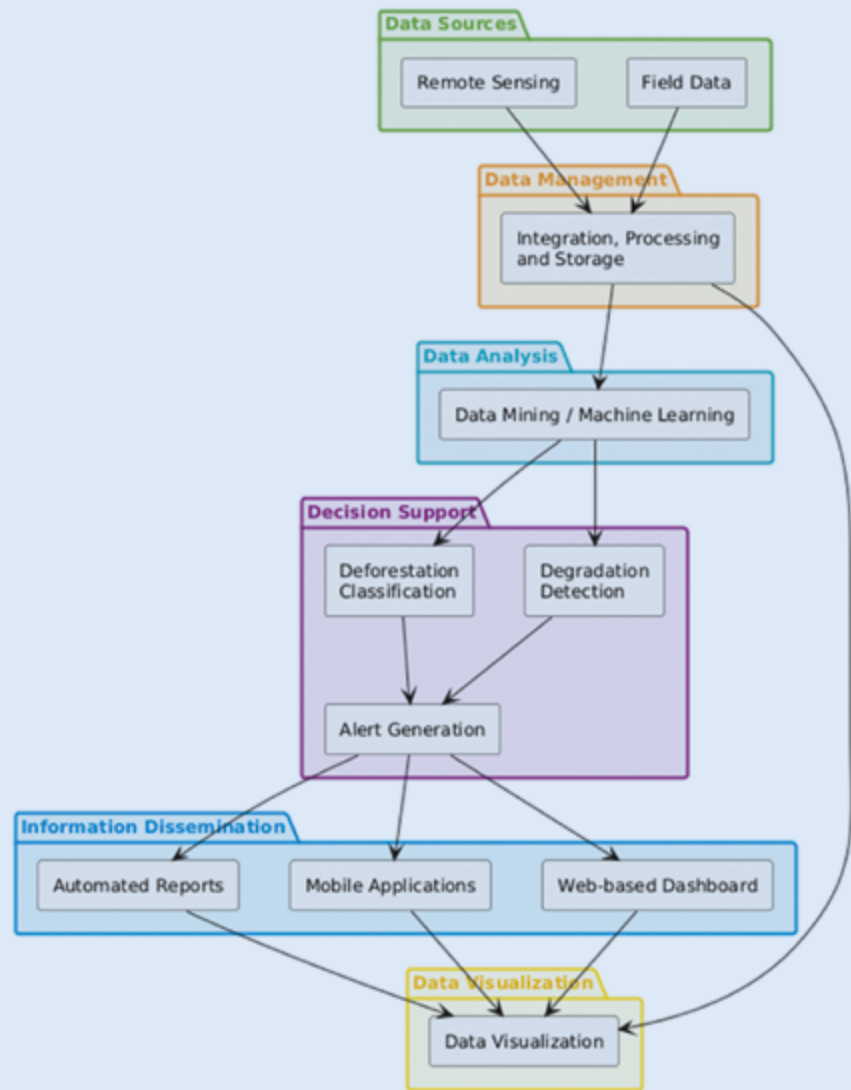 Data Sources
Remote Sensing
Field Data
Data Management
Integration, Processing
and Storage
Data Analysis
Data Mining / Machine Learning
Decision Support
Deforestation
Classification
Degradation
Detection
Alert Generation
Information Dissemination
Automated Reports
Mobile Applications
Web-based Dashboard
Data Visualization
Data Visualization